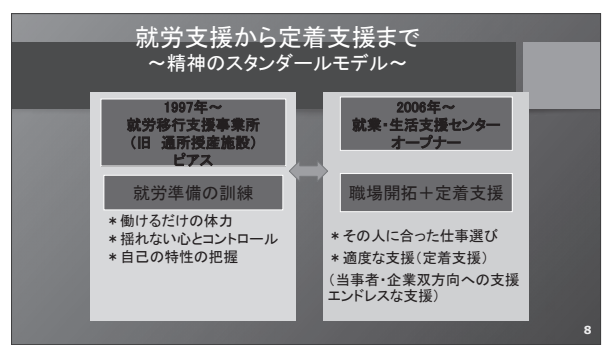 就労支援から定着支援まで
～精神のスタンダールモデル～
1997年～
就労移行支援事業所
（旧 通所授産施設）
ピアス
就労準備の訓練
＊働けるだけの体力
＊揺れない心とコントロール
＊自己の特性の把握
2006年～
就業・生活支援センター
オープナー
職場開拓＋定着支援
＊その人に合った仕事選び
＊適度な支援（定着支援）
（当事者・企業双方向への支援
エンドレスな支援）
8